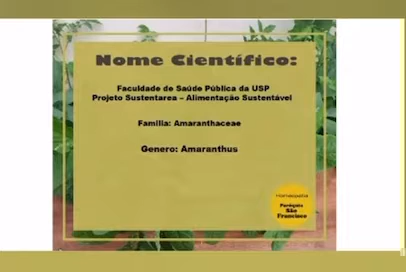 Nome Científico:
Faculdade de Saúde Pública da USP
Projeto Sustentarea – Alimentação Sustentável
Família: Amaranthaceae
Genero: Amaranthus
Homeopatia
Paróquia
São
Francisco